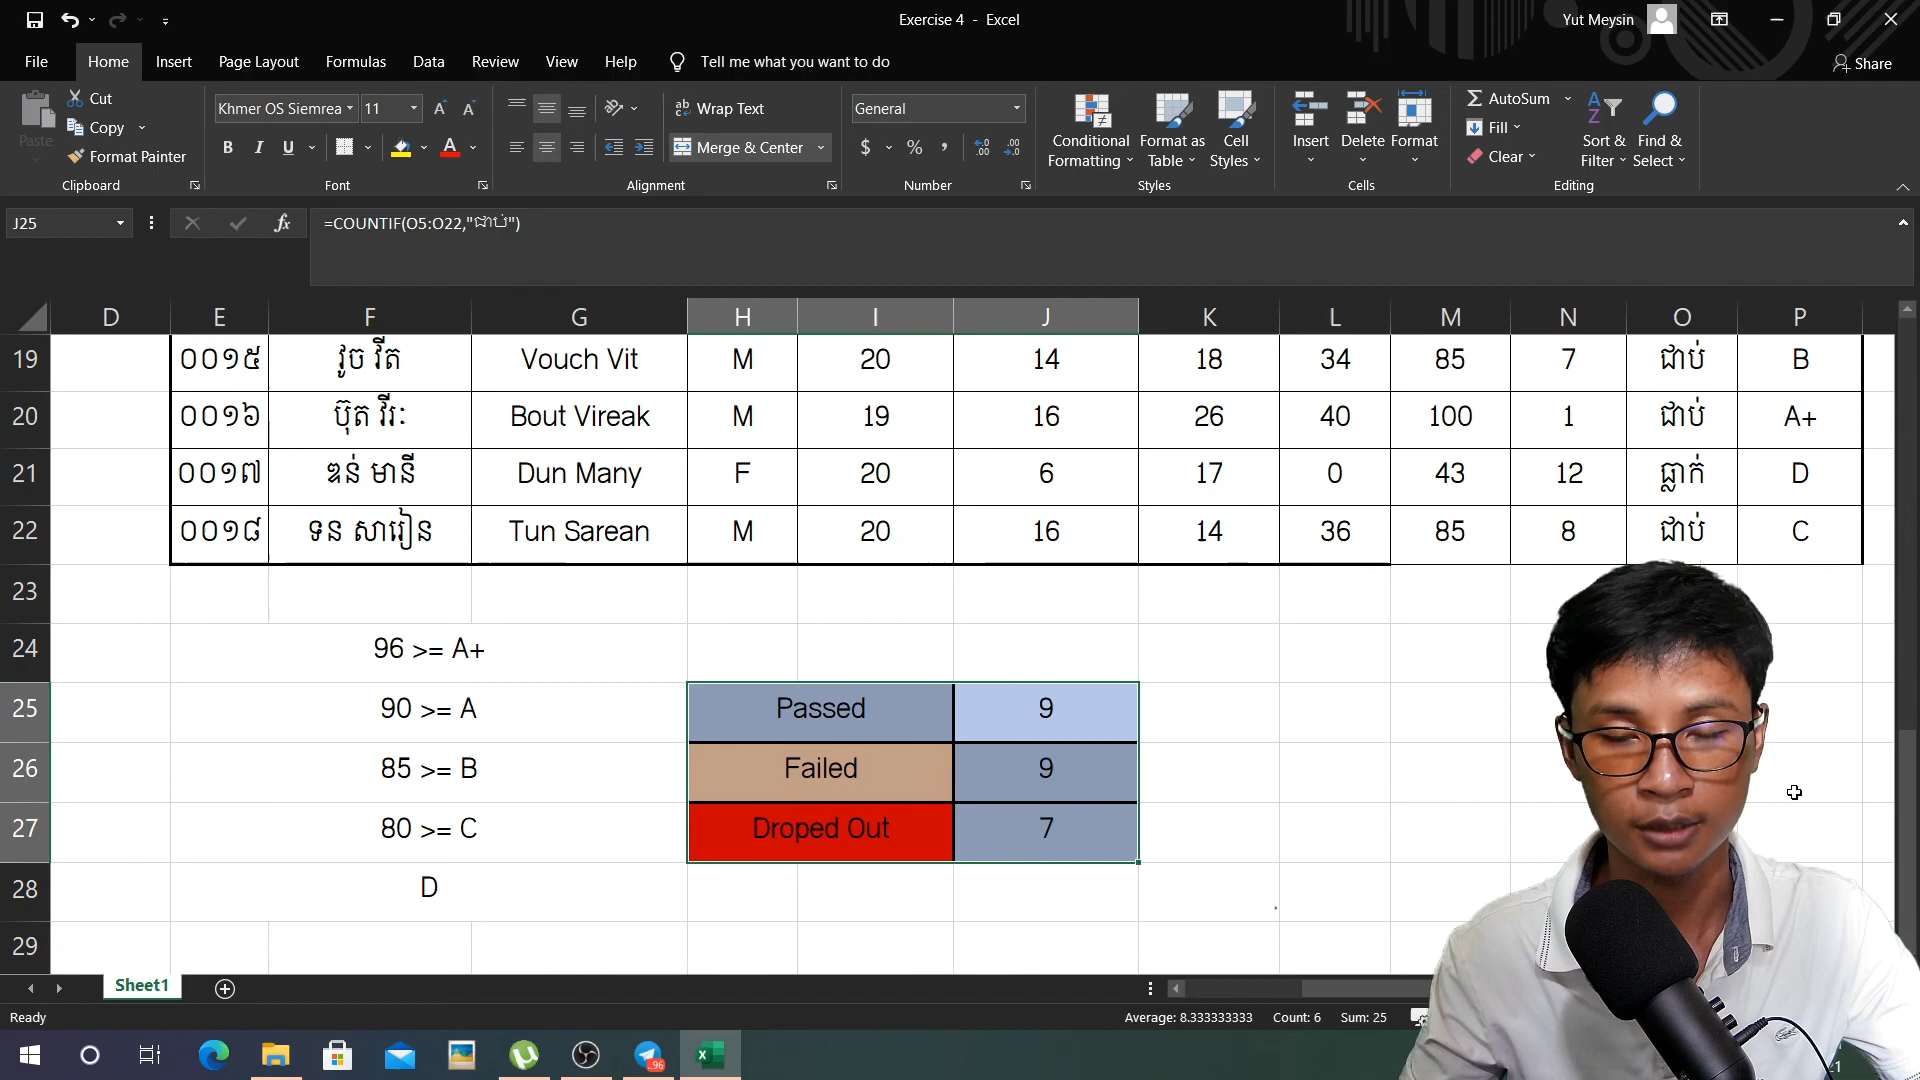 Exercise 4 - Excel
Yut Meysin
File Home Insert Page Layout Formulas Data Review View Help Tell me what you want to do
Share
Paste
Cut
Copy
Format Painter
Clipboard
Khmer OS Siemrea 11
B I U
Font
Wrap Text
Merge & Center
Alignment
General
$ % ,
Number
Conditional Formatting
Format as Table
Cell Styles
Styles
Insert Delete Format
Cells
AutoSum
Fill
Clear
Sort & Filter
Find & Select
Editing
J25
fx
=COUNTIF(O5:O22,"ជាប់")
D E F G H I J K L M N O P
19 ០០១៥ វូច វីត Vouch Vit M 20 14 18 34 85 7 ជាប់ B
20 ០០១៦ ប៊ុត វីរៈ Bout Vireak M 19 16 26 40 100 1 ជាប់ A+
21 ០០១៧ ឌន់ មានី Dun Many F 20 6 17 0 43 12 ធ្លាក់ D
22 ០០១៨ ទន សារៀន Tun Sarean M 20 16 14 36 85 8 ជាប់ C
23
24 96 >= A+
25 90 >= A Passed 9
26 85 >= B Failed 9
27 80 >= C Droped Out 7
28 D
29
Sheet1
Ready
Average: 8.333333333 Count: 6 Sum: 25
96